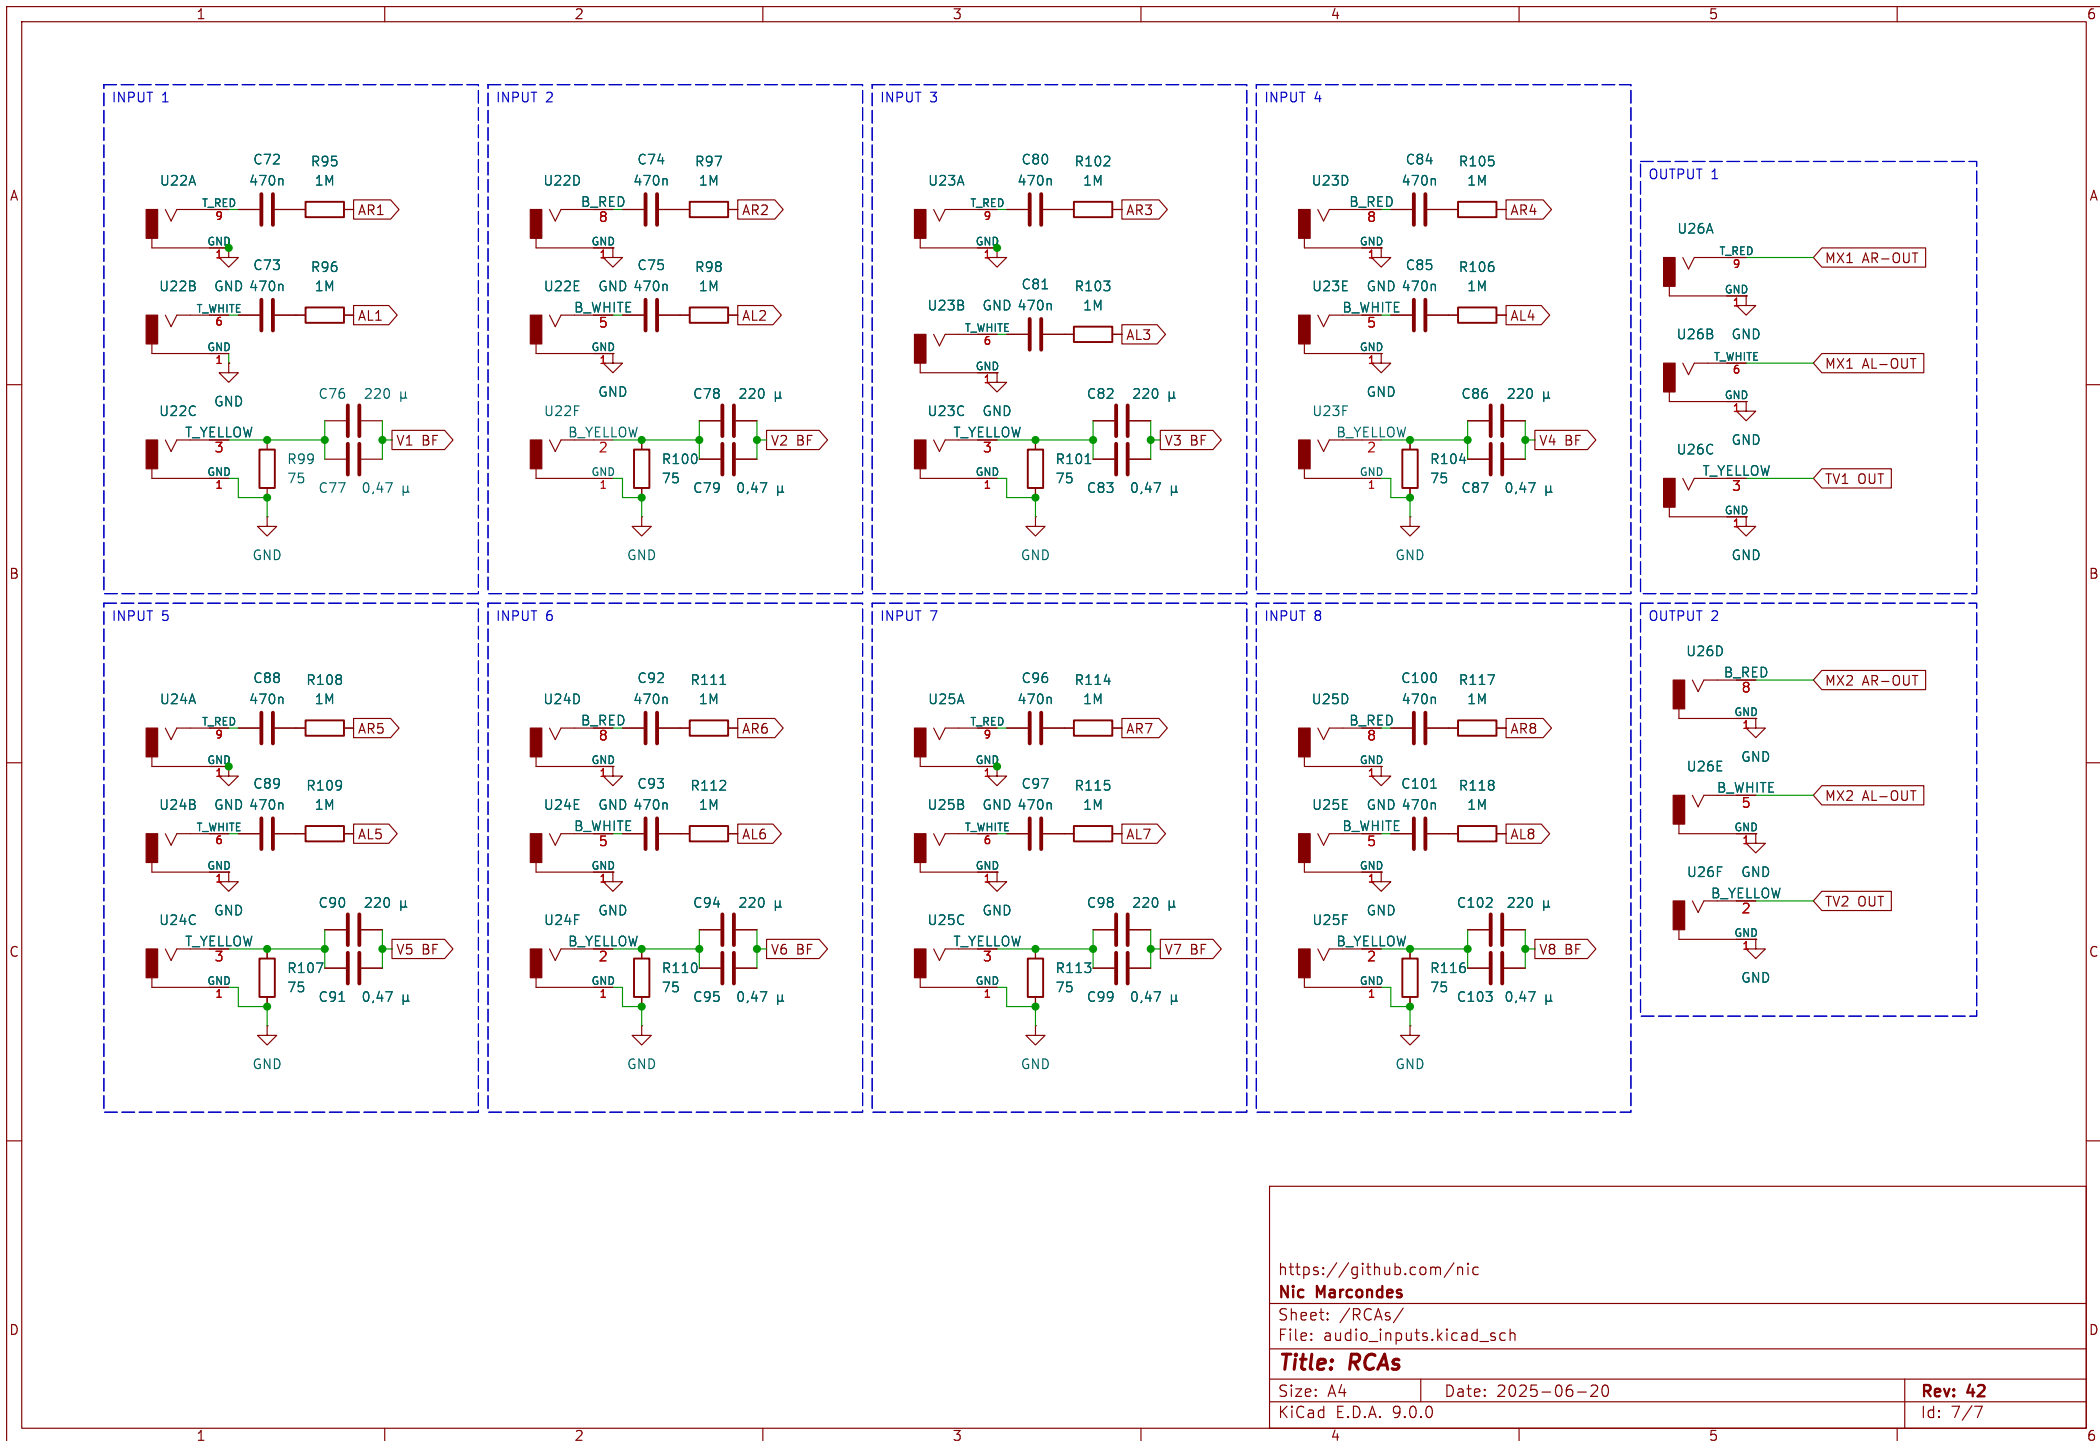 1 2 3 4 5 6
A
B
C
D
INPUT 1
C72 R95
U22A 470n 1M
T_RED
9
AR1
GND
1
C73 R96
U22B GND 470n 1M
T_WHITE
6
AL1
GND
1
C76 220 µ
GND
U22C
T_YELLOW
3
V1 BF
R99
GND
75
1
C77 0,47 µ
GND
INPUT 2
C74 R97
U22D 470n 1M
B_RED
8
AR2
GND
1
C75 R98
U22E GND 470n 1M
B_WHITE
5
AL2
GND
1
GND C78 220 µ
U22F
B_YELLOW
2
V2 BF
R100
GND
75
1
C79 0,47 µ
GND
INPUT 3
C80 R102
U23A 470n 1M
T_RED
9
AR3
GND
1
C81 R103
U23B GND 470n 1M
T_WHITE
6
AL3
GND
1
C82 220 µ
U23C GND
T_YELLOW
3
V3 BF
R101
GND
75
1
C83 0,47 µ
GND
INPUT 4
C84 R105
U23D 470n 1M
B_RED
8
AR4
GND
1
C85 R106
U23E GND 470n 1M
B_WHITE
5
AL4
GND
1
GND C86 220 µ
U23F
B_YELLOW
2
V4 BF
R104
GND
75
1
C87 0,47 µ
GND
OUTPUT 1
U26A
T_RED
9
MX1 AR-OUT
GND
1
U26B GND
T_WHITE
6
MX1 AL-OUT
GND
1
GND
U26C
T_YELLOW
3
TV1 OUT
GND
1
GND
INPUT 5
C88 R108
U24A 470n 1M
T_RED
9
AR5
GND
1
C89 R109
U24B GND 470n 1M
T_WHITE
6
AL5
GND
1
C90 220 µ
GND
U24C
T_YELLOW
3
V5 BF
R107
GND
75
1
C91 0,47 µ
GND
INPUT 6
C92 R111
U24D 470n 1M
B_RED
8
AR6
GND
1
C93 R112
U24E GND 470n 1M
B_WHITE
5
AL6
GND
1
C94 220 µ
GND
U24F
B_YELLOW
2
V6 BF
R110
GND
75
1
C95 0,47 µ
GND
INPUT 7
C96 R114
U25A 470n 1M
T_RED
9
AR7
GND
1
C97 R115
U25B GND 470n 1M
T_WHITE
6
AL7
GND
1
C98 220 µ
GND
U25C
T_YELLOW
3
V7 BF
R113
GND
75
1
C99 0,47 µ
GND
INPUT 8
C100 R117
U25D 470n 1M
B_RED
8
AR8
GND
1
C101 R118
U25E GND 470n 1M
B_WHITE
5
AL8
GND
1
C102 220 µ
GND
U25F
B_YELLOW
2
V8 BF
R116
GND
75
1
C103 0,47 µ
GND
OUTPUT 2
U26D
B_RED
8
MX2 AR-OUT
GND
1
GND
U26E
B_WHITE
5
MX2 AL-OUT
GND
1
U26F GND
B_YELLOW
2
TV2 OUT
GND
1
GND
A
B
C
D
https://github.com/nic
Nic Marcondes
Sheet: /RCAs/
File: audio_inputs.kicad_sch
Title: RCAs
Size: A4 Date: 2025-06-20 Rev: 42
KiCad E.D.A. 9.0.0 Id: 7/7
1 2 3 4 5 6